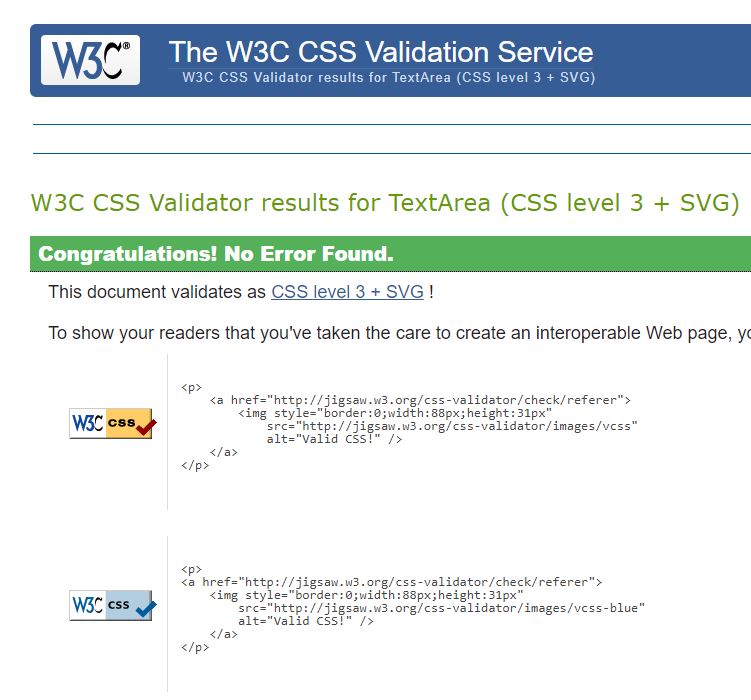 W3C®
The W3C CSS Validation Service
W3C CSS Validator results for TextArea (CSS level 3 + SVG)
W3C CSS Validator results for TextArea (CSS level 3 + SVG)
Congratulations! No Error Found.
This document validates as CSS level 3 + SVG !
To show your readers that you've taken the care to create an interoperable Web page,
W3C css
<p>
<a href="http://jigsaw.w3.org/css-validator/check/referer">
<img style="border:0;width:88px;height:31px"
src="http://jigsaw.w3.org/css-validator/images/vcss"
alt="Valid CSS!" />
</a>
</p>
W3C css
<p>
<a href="http://jigsaw.w3.org/css-validator/check/referer">
<img style="border:0;width:88px;height:31px"
src="http://jigsaw.w3.org/css-validator/images/vcss-blue"
alt="Valid CSS!" />
</a>
</p>